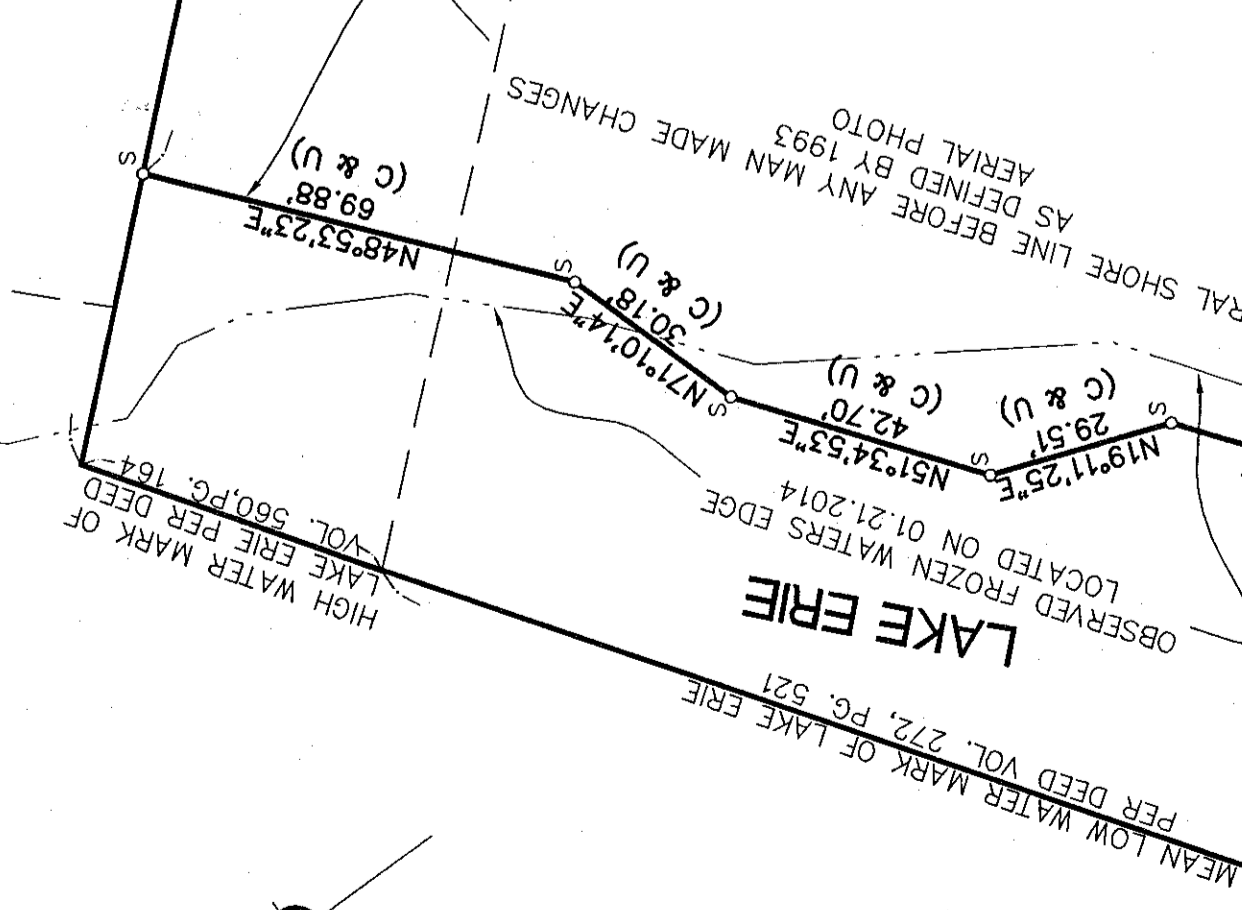 MEAN LOW WATER MARK OF LAKE ERIE
PER DEED VOL. 272, PG. 521
LAKE ERIE
OBSERVED FROZEN WATERS EDGE
LOCATED ON 01.21.2014
HIGH WATER MARK OF
LAKE ERIE PER DEED
VOL. 560,PG. 164
N19°11'25"E
29.51'
(C & U)
S
S
N51°34'53"E
42.70'
(C & U)
S
N71°10'14"E
30.18'
(C & U)
S
N48°53'23"E
69.88'
(C & U)
S
RAL SHORE LINE BEFORE ANY MAN MADE CHANGES
AS DEFINED BY 1993
AERIAL PHOTO